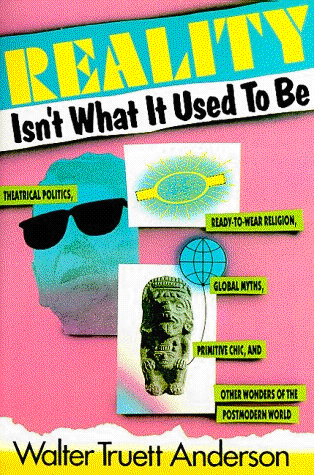 REALITY
Isn't What It Used To Be
THEATRICAL POLITICS,
READY-TO-WEAR RELIGION,
GLOBAL MYTHS,
PRIMITIVE CHIC, AND
OTHER WONDERS OF THE
POSTMODERN WORLD
Walter Truett Anderson